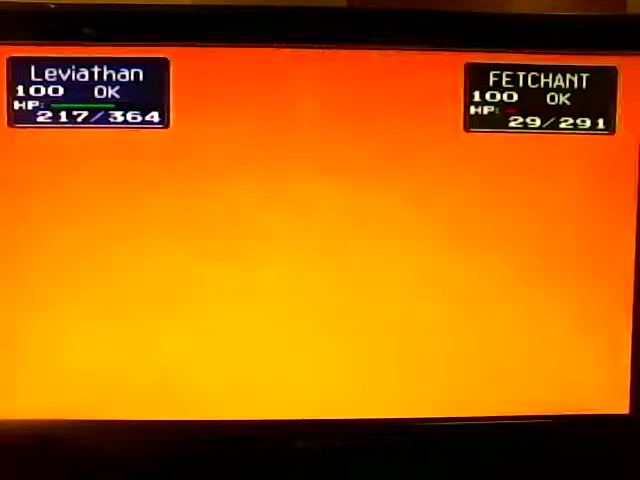 Leviathan
100 OK
HP:
217/364
FETCHANT
100 OK
HP:
29/291